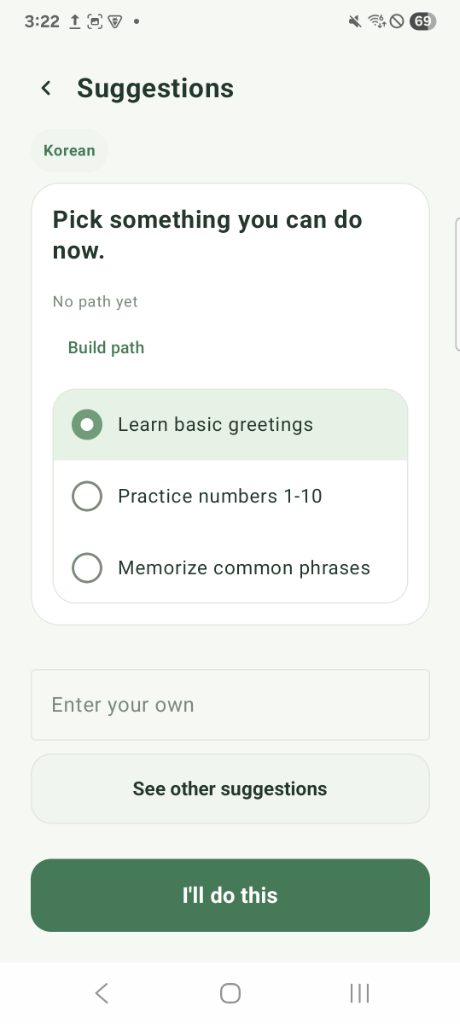 3:22
69
Suggestions
Korean
Pick something you can do
now.
No path yet
Build path
Learn basic greetings
Practice numbers 1-10
Memorize common phrases
Enter your own
See other suggestions
I'll do this